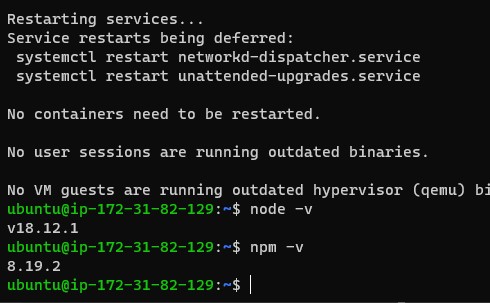 Restarting services...
Service restarts being deferred:
 systemctl restart networkd-dispatcher.service
 systemctl restart unattended-upgrades.service

No containers need to be restarted.

No user sessions are running outdated binaries.

No VM guests are running outdated hypervisor (qemu) bi
ubuntu@ip-172-31-82-129:~$ node -v
v18.12.1
ubuntu@ip-172-31-82-129:~$ npm -v
8.19.2
ubuntu@ip-172-31-82-129:~$